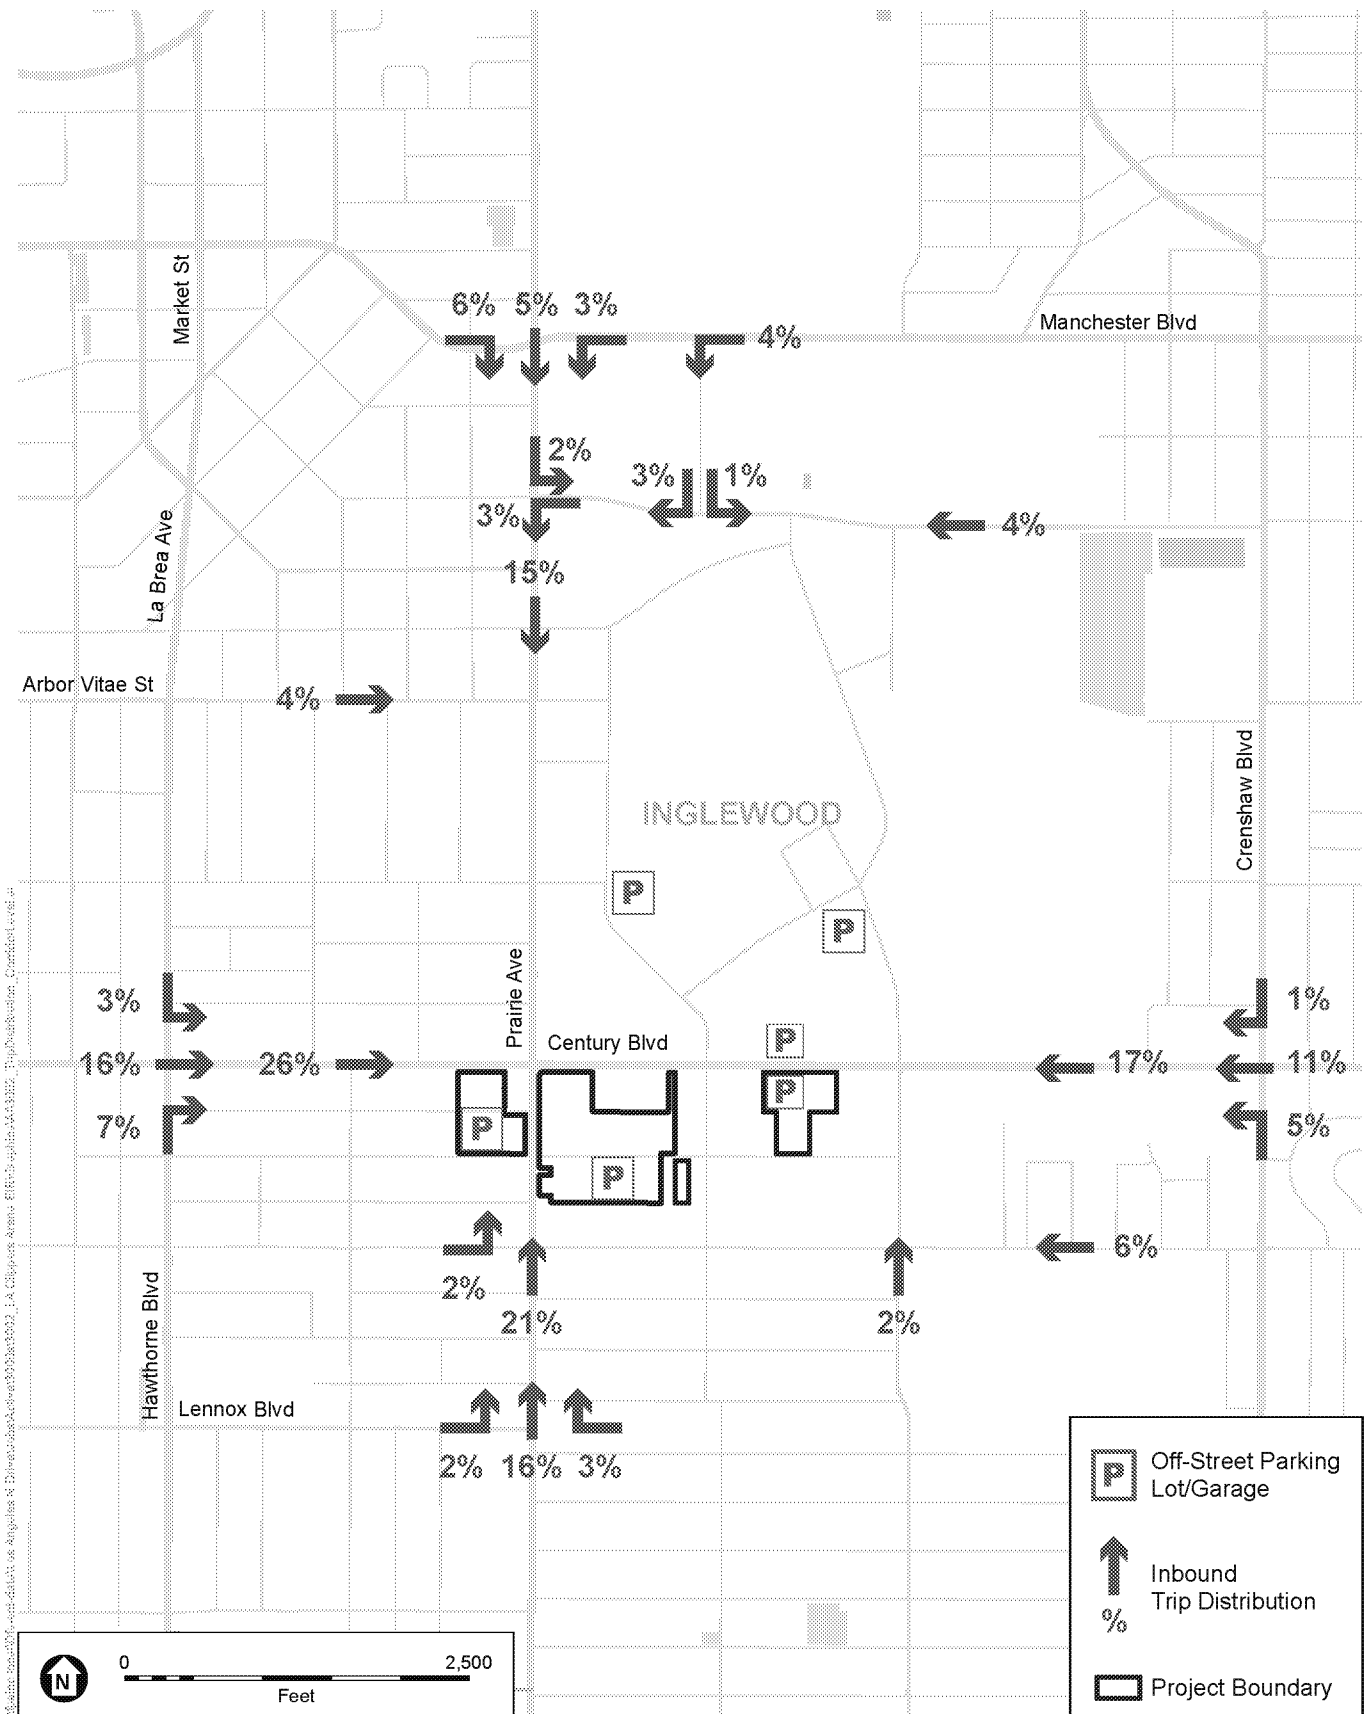 6% 5% 3%
Market St
Manchester Blvd
4%
2%
3% 1%
3%
4%
La Brea Ave
15%
Arbor Vitae St
4%
Crenshaw Blvd
INGLEWOOD
P
P
Prairie Ave
3%
1%
P
Century Blvd
16% 26%
17% 11%
P
7%
P
5%
P
6%
2%
Hawthorne Blvd
21%
2%
Lennox Blvd
2% 16% 3%
P Off-Street Parking
Lot/Garage
Inbound
Trip Distribution
%
Project Boundary
N
0 2,500
Feet